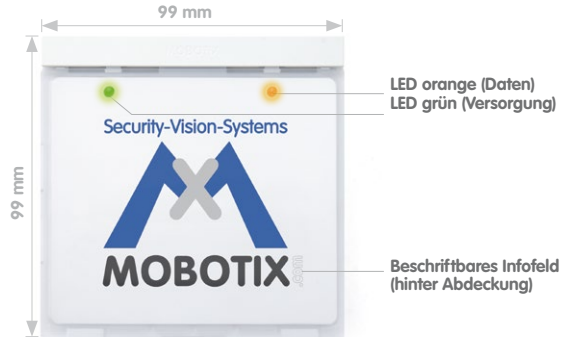 99 mm
99 mm
LED orange (Daten)
LED grün (Versorgung)
Security-Vision-Systems
MOBOTIX
Beschriftbares Infofeld
(hinter Abdeckung)